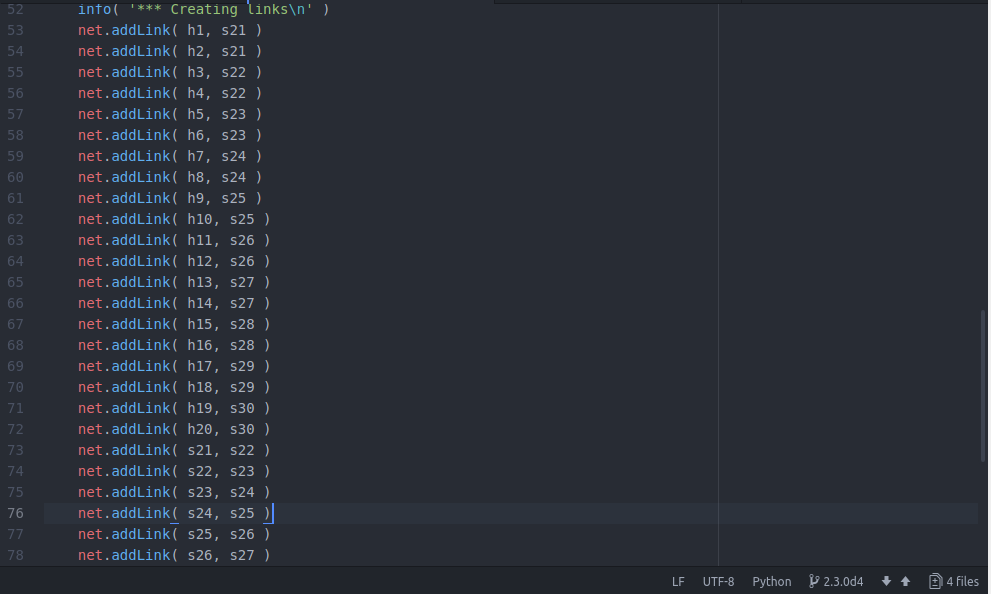 52 info( '*** Creating links\n' )
53 net.addLink( h1, s21 )
54 net.addLink( h2, s21 )
55 net.addLink( h3, s22 )
56 net.addLink( h4, s22 )
57 net.addLink( h5, s23 )
58 net.addLink( h6, s23 )
59 net.addLink( h7, s24 )
60 net.addLink( h8, s24 )
61 net.addLink( h9, s25 )
62 net.addLink( h10, s25 )
63 net.addLink( h11, s26 )
64 net.addLink( h12, s26 )
65 net.addLink( h13, s27 )
66 net.addLink( h14, s27 )
67 net.addLink( h15, s28 )
68 net.addLink( h16, s28 )
69 net.addLink( h17, s29 )
70 net.addLink( h18, s29 )
71 net.addLink( h19, s30 )
72 net.addLink( h20, s30 )
73 net.addLink( s21, s22 )
74 net.addLink( s22, s23 )
75 net.addLink( s23, s24 )
76 net.addLink( s24, s25 )
77 net.addLink( s25, s26 )
78 net.addLink( s26, s27 )
LF UTF-8 Python 2.3.0d4 4 files